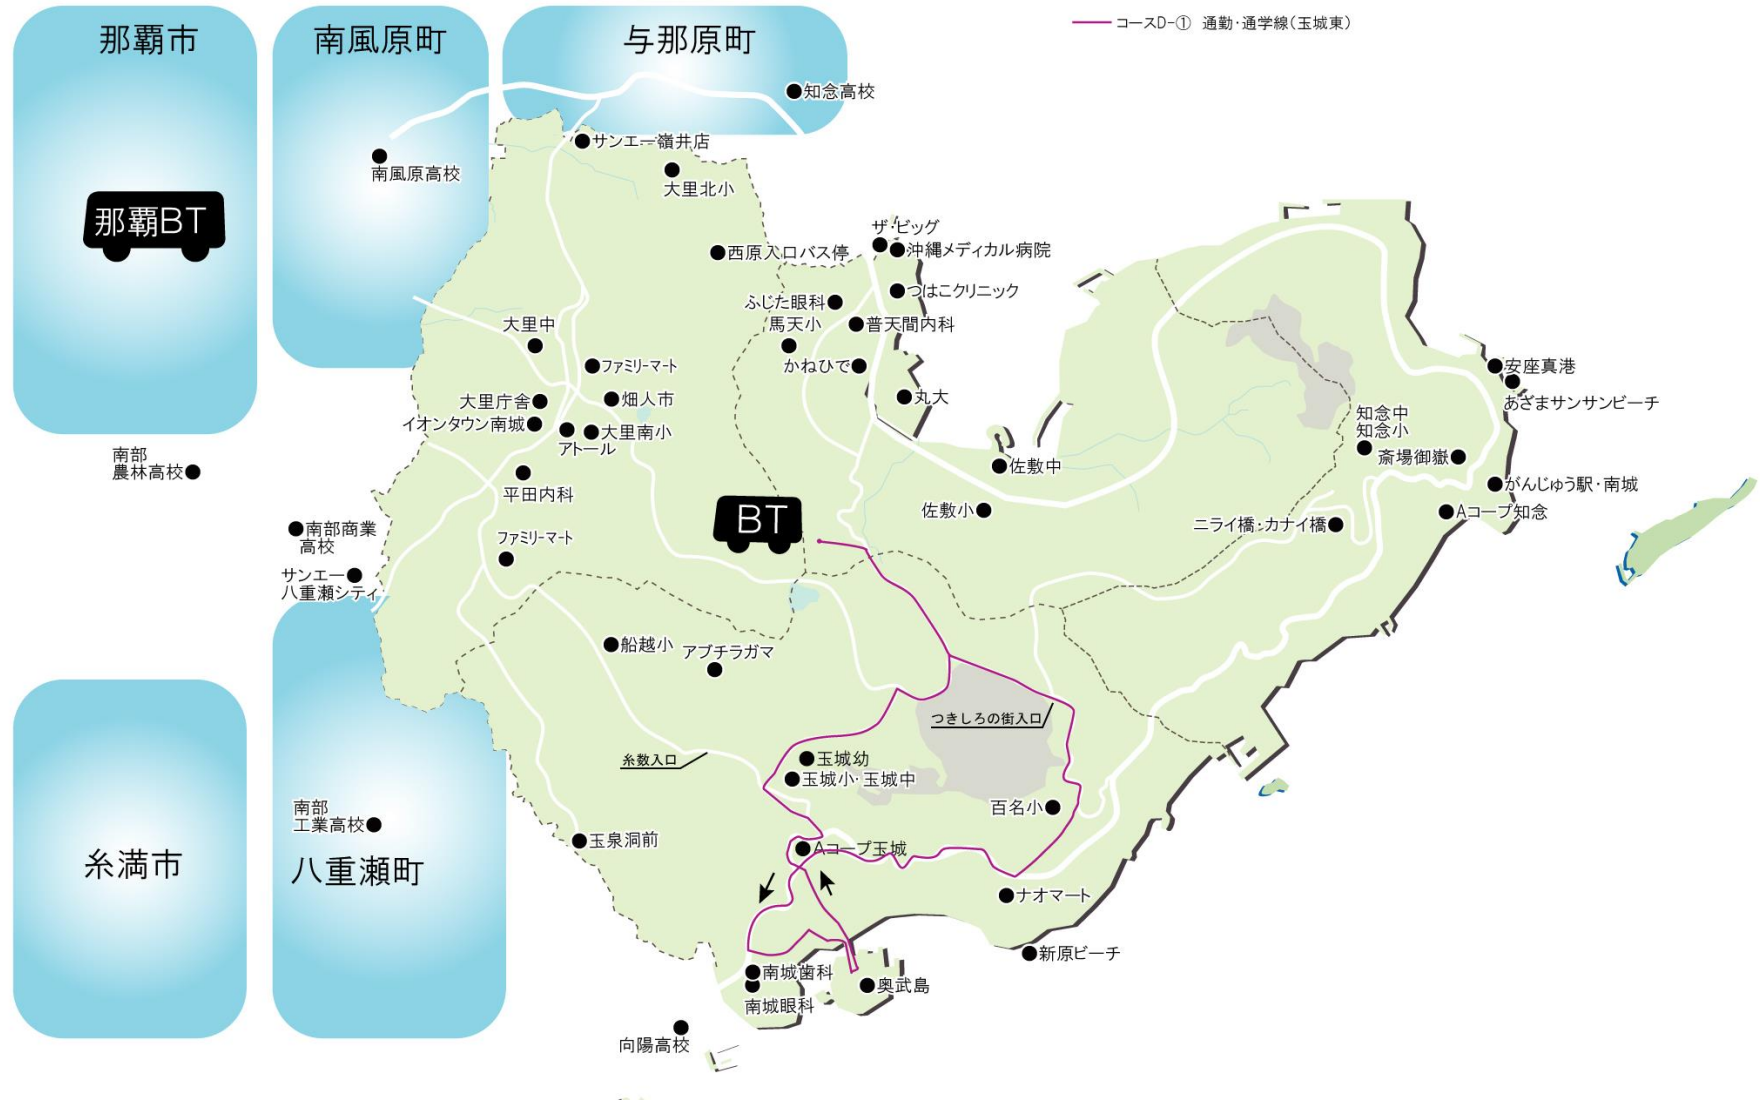 那覇市
南風原町
与那原町
コースD-① 通勤・通学線(玉城東)
知念高校
サンエー嶺井店
南風原高校
大里北小
那覇BT
ザ・ビッグ
西原入口バス停
沖縄メディカル病院
つはこクリニック
ふじた眼科
馬天小
普天間内科
大里中
ファミリーマート
かねひで
安座真港
丸大
あざまサンサンビーチ
大里庁舎
畑人市
イオンタウン南城
大里南小
アトール
知念中
知念小
斎場御嶽
南部
農林高校
佐敷中
平田内科
がんじゅう駅・南城
BT
佐敷小
Aコープ知念
ニライ橋・カナイ橋
南部商業
高校
ファミリーマート
サンエー
八重瀬シティ
船越小
アブチラガマ
つきしろの街入口
糸数入口
玉城幼
玉城小・玉城中
南部
工業高校
百名小
玉泉洞前
Aコープ玉城
糸満市
八重瀬町
ナオマート
新原ビーチ
南城歯科
奥武島
南城眼科
向陽高校